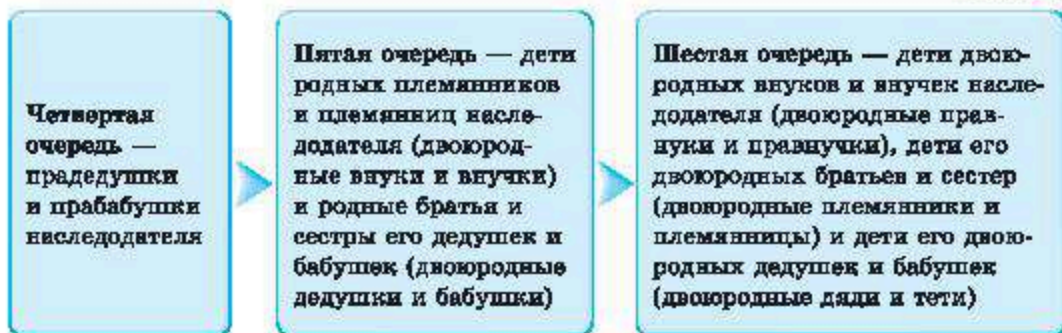 Четвертая
очередь —
прадедушки
и прабабушки
наследодателя
Пятая очередь — дети
родных племянников
и племянниц насле-
додателя (двоюрод-
ные внуки и внучки)
и родные братья и
сестры его дедушек и
бабушек (двоюродные
дедушки и бабушки)
Шестая очередь — дети двою-
родных внуков и внучек насле-
додателя (двоюродные прав-
нуки и правнучки), дети его
двоюродных братьев и сестер
(двоюродные племянники и
племянницы) и дети его двою-
родных дедушек и бабушек
(двоюродные дяди и тети)